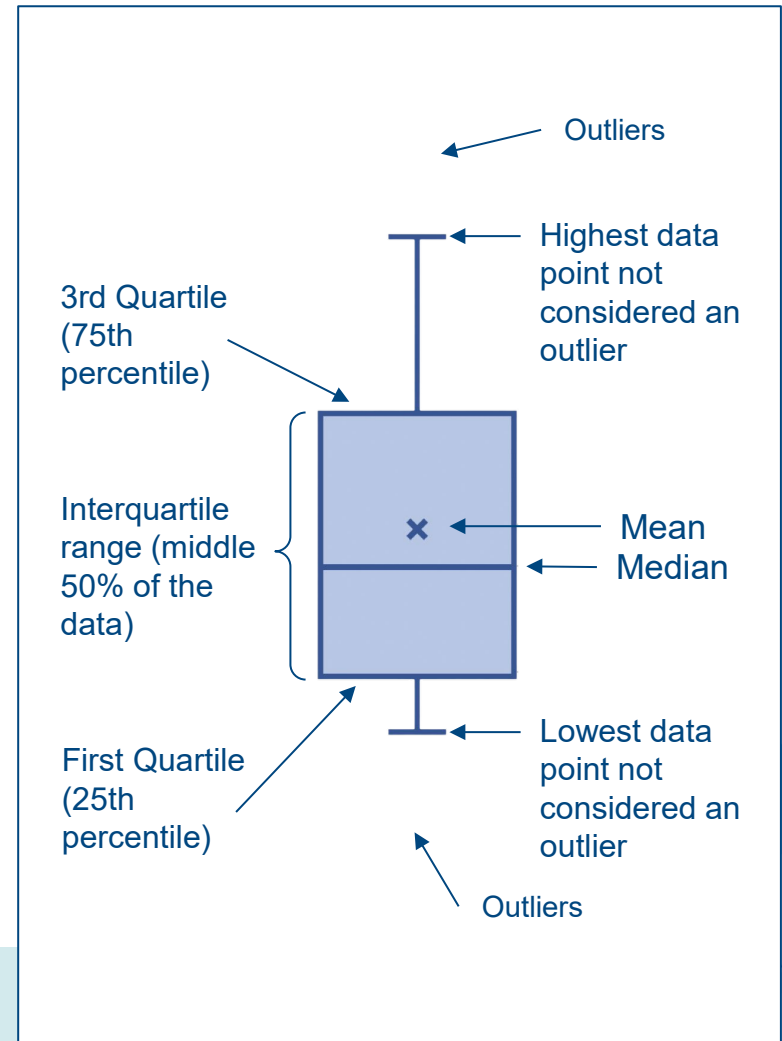 Outliers
Highest data
point not
considered an
outlier
3rd Quartile
(75th
percentile)
Interquartile
range (middle
50% of the
data)
Mean
Median
First Quartile
(25th
percentile)
Lowest data
point not
considered an
outlier
Outliers